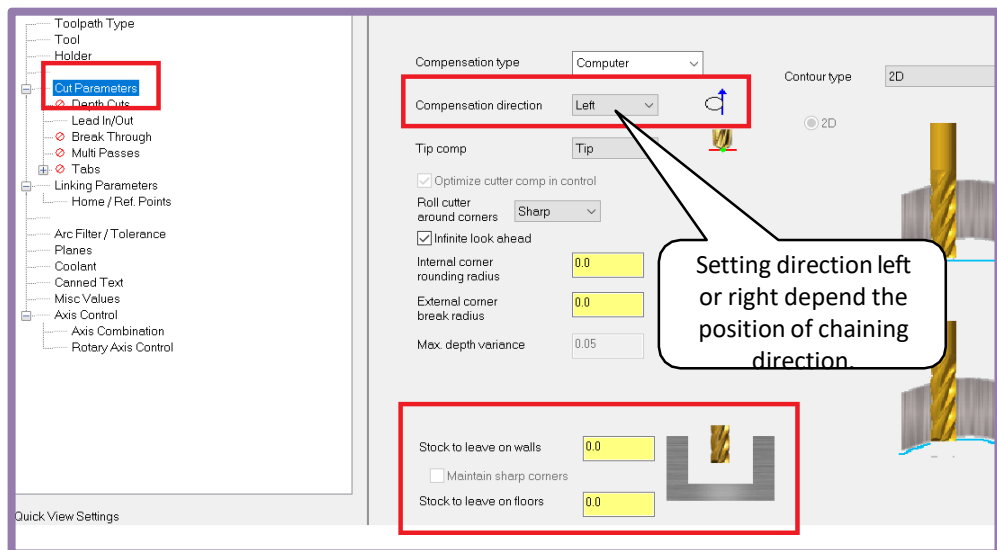 Toolpath Type
Tool
Holder
Cut Parameters
Depth Cuts
Lead In/Out
Break Through
Multi Passes
Tabs
Linking Parameters
Home / Ref. Points
Arc Filter / Tolerance
Planes
Coolant
Canned Text
Misc Values
Axis Control
Axis Combination
Rotary Axis Control
Quick View Settings
Compensation type Computer
Contour type 2D
Compensation direction Left
2D
Tip comp Tip
Optimize cutter comp in control
Roll cutter
around corners Sharp
Infinite look ahead
Internal corner
rounding radius 0.0
External corner
break radius 0.0
Max. depth variance 0.05
Setting direction left
or right depend the
position of chaining
direction.
Stock to leave on walls 0.0
Maintain sharp corners
Stock to leave on floors 0.0